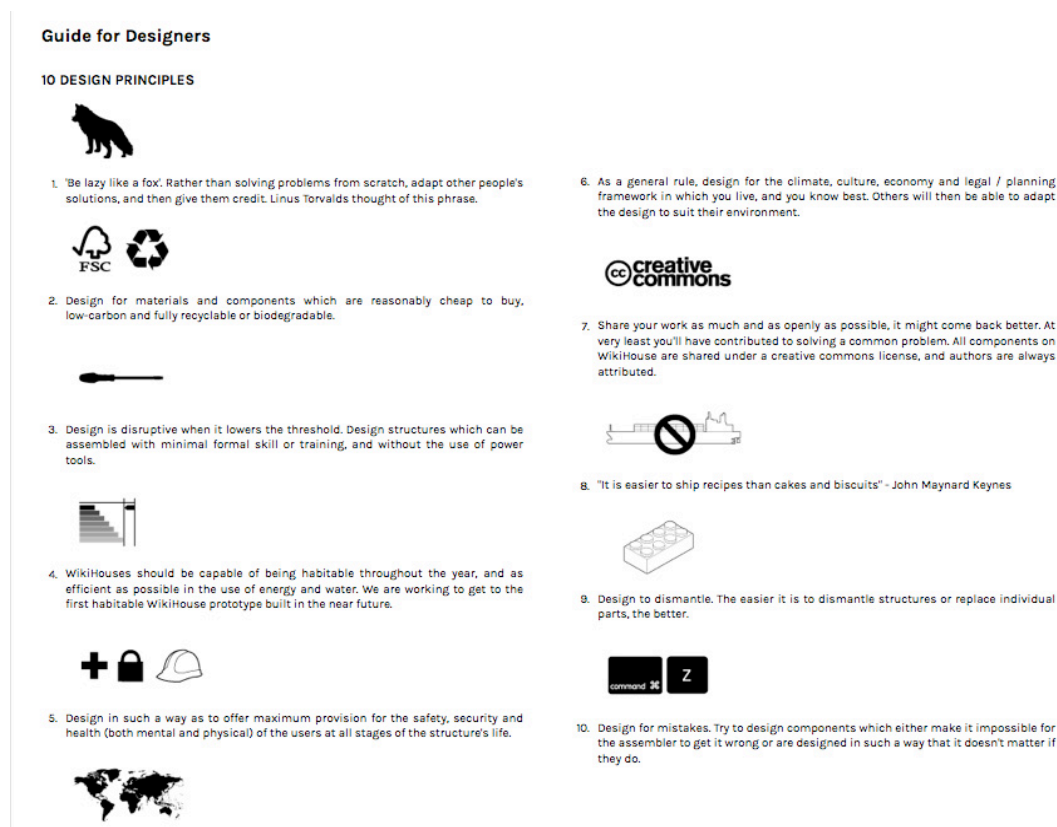 Guide for Designers
10 DESIGN PRINCIPLES
1. 'Be lazy like a fox'. Rather than solving problems from scratch, adapt other people's
solutions, and then give them credit. Linus Torvalds thought of this phrase.
FSC
2. Design for materials and components which are reasonably cheap to buy,
low-carbon and fully recyclable or biodegradable.
3. Design is disruptive when it lowers the threshold. Design structures which can be
assembled with minimal formal skill or training, and without the use of power
tools.
4. WikiHouses should be capable of being habitable throughout the year, and as
efficient as possible in the use of energy and water. We are working to get to the
first habitable WikiHouse prototype built in the near future.
5. Design in such a way as to offer maximum provision for the safety, security and
health (both mental and physical) of the users at all stages of the structure's life.
6. As a general rule, design for the climate, culture, economy and legal / planning
framework in which you live, and you know best. Others will then be able to adapt
the design to suit their environment.
cc creative
commons
7. Share your work as much and as openly as possible, it might come back better. At
very least you'll have contributed to solving a common problem. All components on
WikiHouse are shared under a creative commons license, and authors are always
attributed.
8. "It is easier to ship recipes than cakes and biscuits" - John Maynard Keynes
9. Design to dismantle. The easier it is to dismantle structures or replace individual
parts, the better.
command ⌘ Z
10. Design for mistakes. Try to design components which either make it impossible for
the assembler to get it wrong or are designed in such a way that it doesn't matter if
they do.